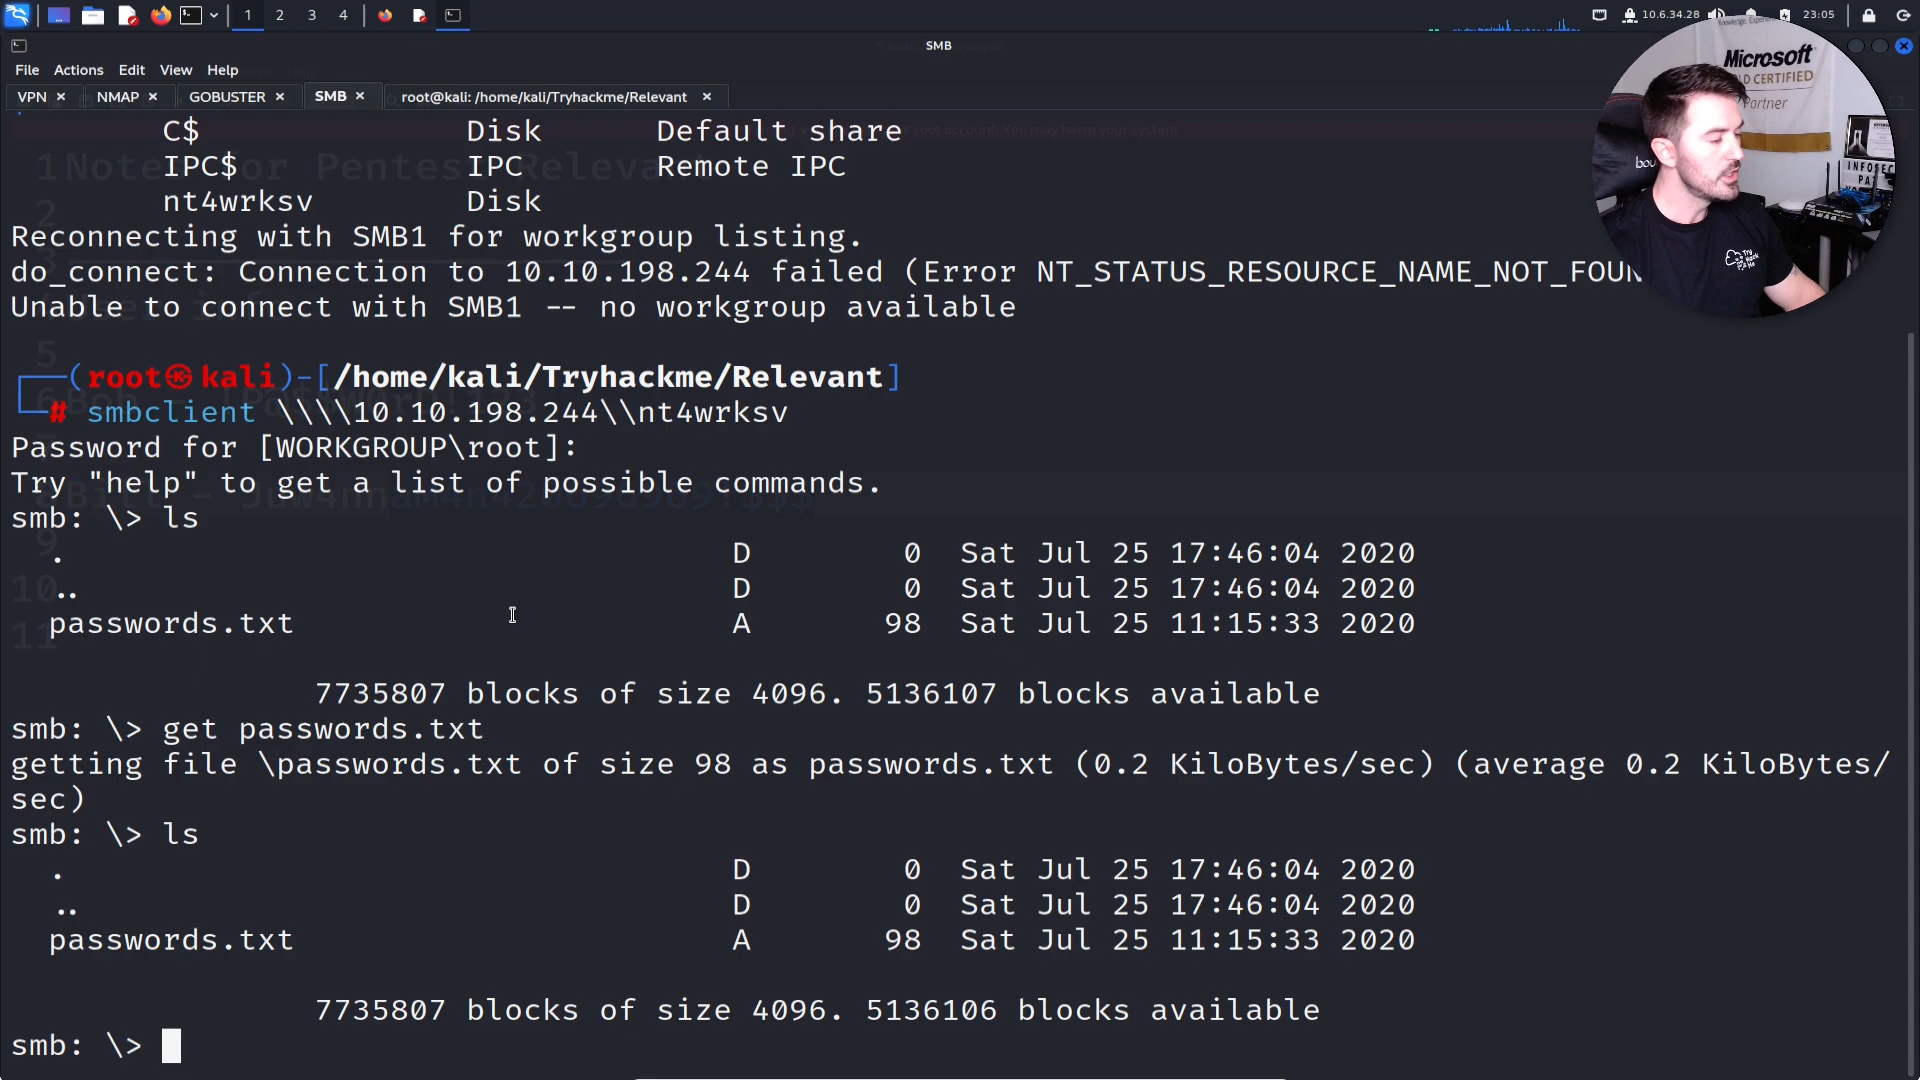 1 2 3 4 10.6.34.28 23:05
SMB
File Actions Edit View Help
VPN NMAP GOBUSTER SMB root@kali: /home/kali/Tryhackme/Relevant
C$ Disk Default share
IPC$ IPC Remote IPC
nt4wrksv Disk
Reconnecting with SMB1 for workgroup listing.
do_connect: Connection to 10.10.198.244 failed (Error NT_STATUS_RESOURCE_NAME_NOT_FOUN
Unable to connect with SMB1 -- no workgroup available
(root㉿kali)-[/home/kali/Tryhackme/Relevant]
# smbclient \\\\10.10.198.244\\nt4wrksv
Password for [WORKGROUP\root]:
Try "help" to get a list of possible commands.
smb: \> ls
. D 0 Sat Jul 25 17:46:04 2020
.. D 0 Sat Jul 25 17:46:04 2020
passwords.txt A 98 Sat Jul 25 11:15:33 2020
7735807 blocks of size 4096. 5136107 blocks available
smb: \> get passwords.txt
getting file \passwords.txt of size 98 as passwords.txt (0.2 KiloBytes/sec) (average 0.2 KiloBytes/
sec)
smb: \> ls
. D 0 Sat Jul 25 17:46:04 2020
.. D 0 Sat Jul 25 17:46:04 2020
passwords.txt A 98 Sat Jul 25 11:15:33 2020
7735807 blocks of size 4096. 5136106 blocks available
smb: \>
Microsoft
CERTIFIED
Partner